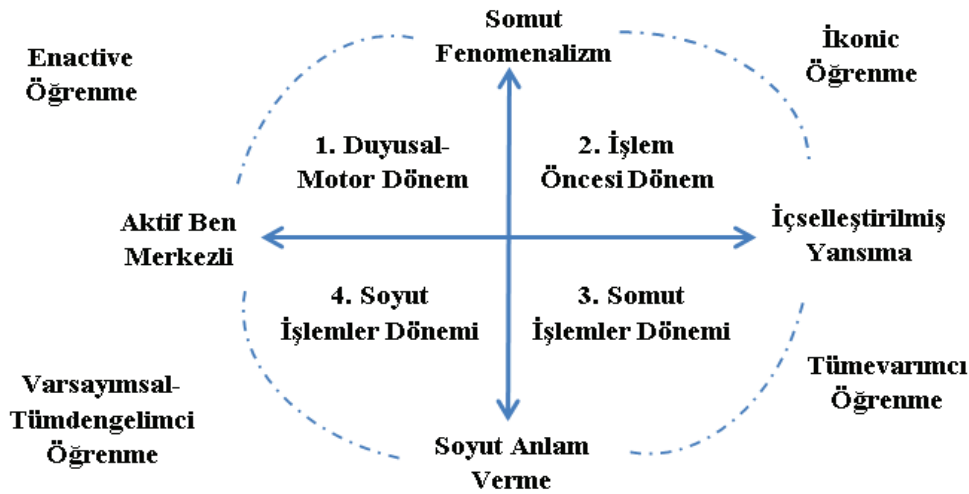 Somut
Fenomenalizm
Enactive
Öğrenme
İkonic
Öğrenme
1. Duyusal-
Motor Dönem
2. İşlem
Öncesi Dönem
Aktif Ben
Merkezli
İçselleştirilmiş
Yansıma
4. Soyut
İşlemler Dönemi
3. Somut
İşlemler Dönemi
Varsayımsal-
Tümdengelimci
Öğrenme
Tümevarımcı
Öğrenme
Soyut Anlam
Verme